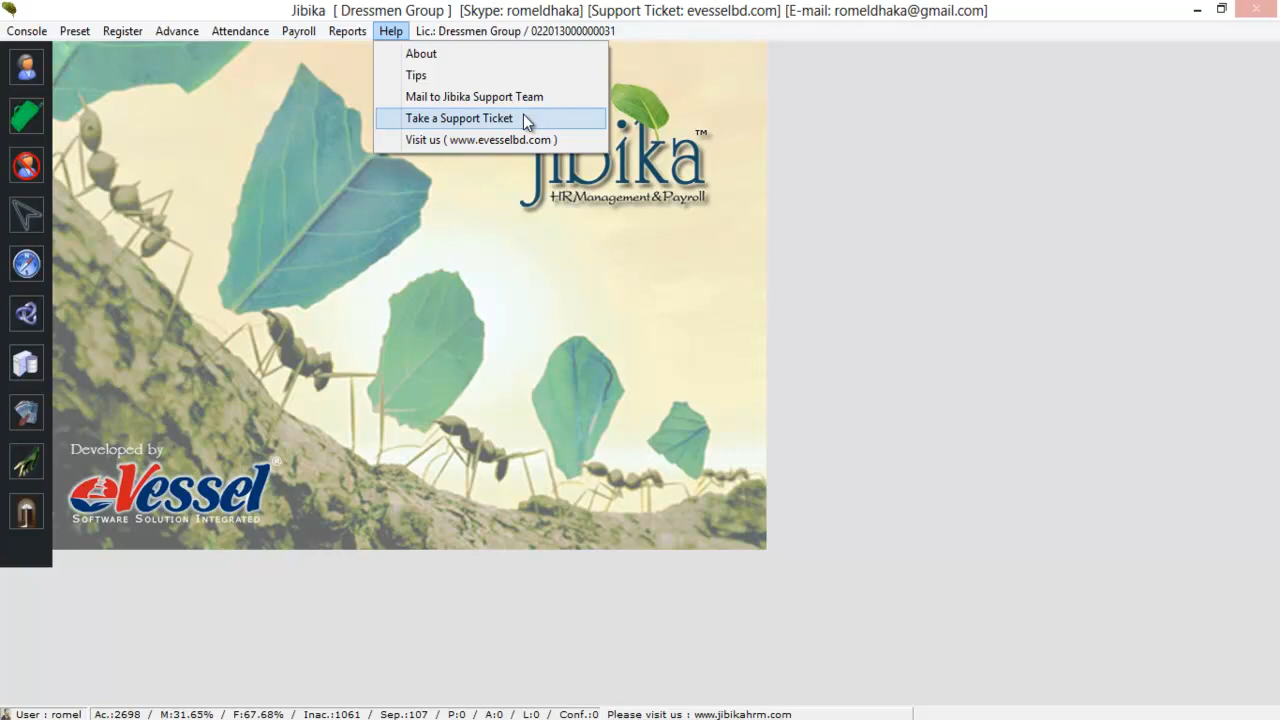 Jibika [ Dressmen Group ] [Skype: romeldhaka] [Support Ticket: evesselbd.com] [E-mail: romeldhaka@gmail.com]
Console Preset Register Advance Attendance Payroll Reports Help Lic.: Dressmen Group / 022013000000031
About
Tips
Mail to Jibika Support Team
Take a Support Ticket
Visit us ( www.evesselbd.com )
Jibika™
HRManagement&Payroll
Developed by
eVessel®
SOFTWARE SOLUTION INTEGRATED
User : romel Ac.:2698 / M:31.65% / F:67.68% / Inac.:1061 / Sep.:107 / P:0 / A:0 / L:0 / Conf.:0 Please visit us : www.jibikahrm.com